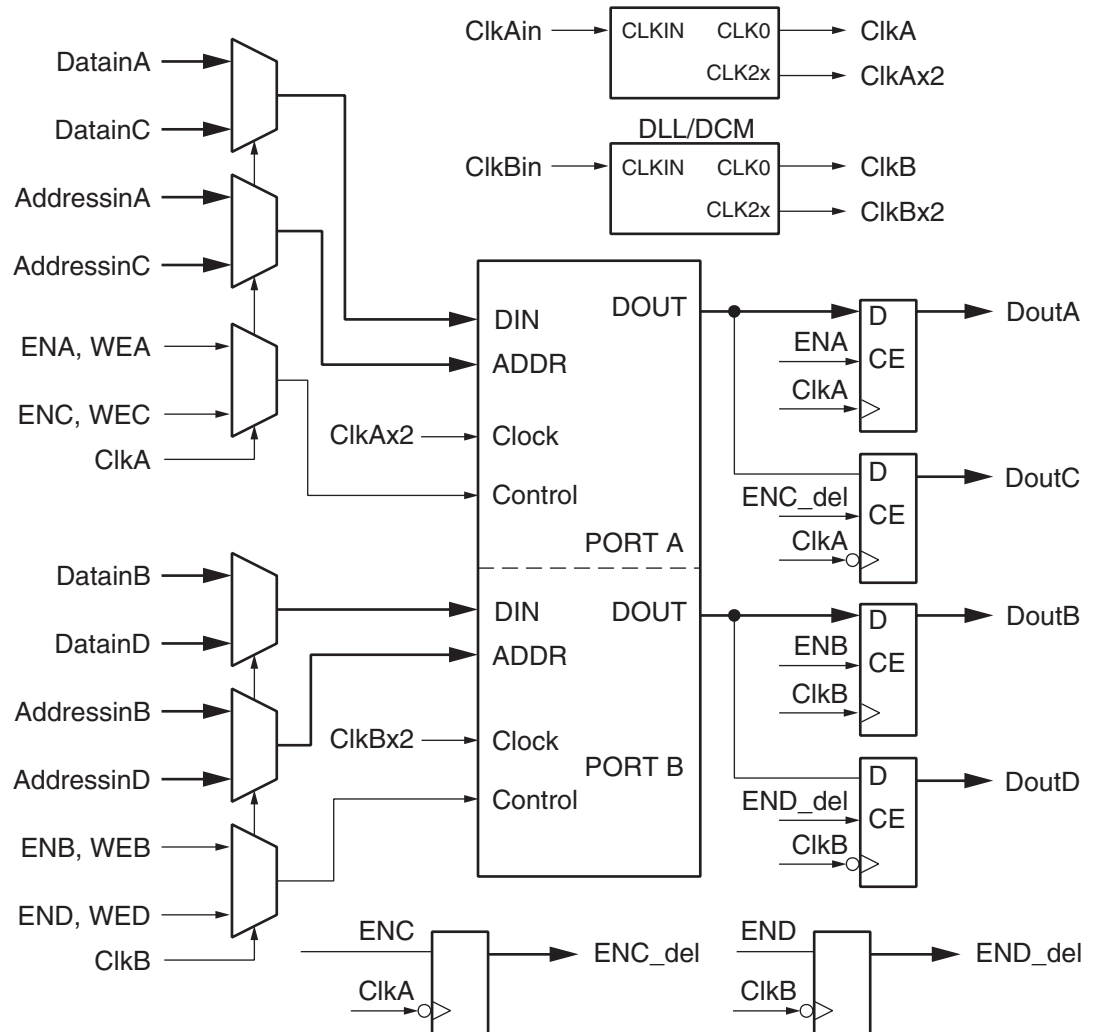 ClkAin
CLKIN
CLK0
ClkA
CLK2x
ClkAx2
DLL/DCM
ClkBin
CLKIN
CLK0
ClkB
CLK2x
ClkBx2
DatainA
DatainC
AddressinA
AddressinC
ENA, WEA
ENC, WEC
ClkA
DIN
ADDR
ClkAx2
Clock
Control
DOUT
PORT A
D
ENA
CE
ClkA
DoutA
D
ENC_del
CE
ClkA
DoutC
DatainB
DatainD
AddressinB
AddressinD
ENB, WEB
END, WED
ClkB
DIN
ADDR
ClkBx2
Clock
Control
DOUT
PORT B
D
ENB
CE
ClkB
DoutB
D
END_del
CE
ClkB
DoutD
ENC
ClkA
ENC_del
END
ClkB
END_del